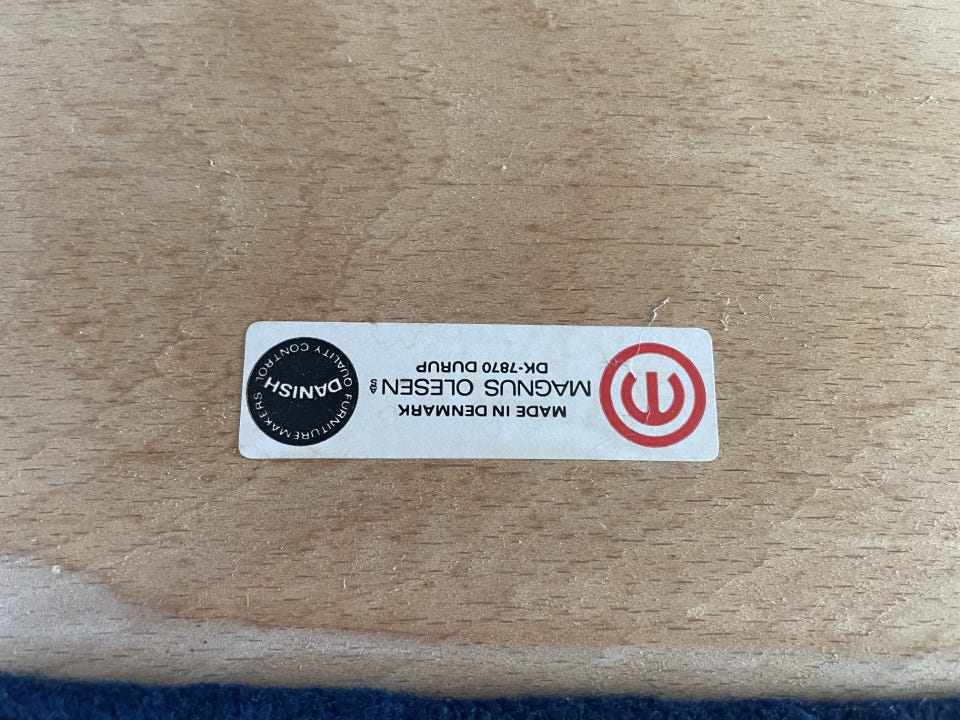 MADE IN DENMARK
MAGNUS OLESEN
DK-7870 DURUP
DANISH
FURNITUREMAKERS
QUALITY CONTROL